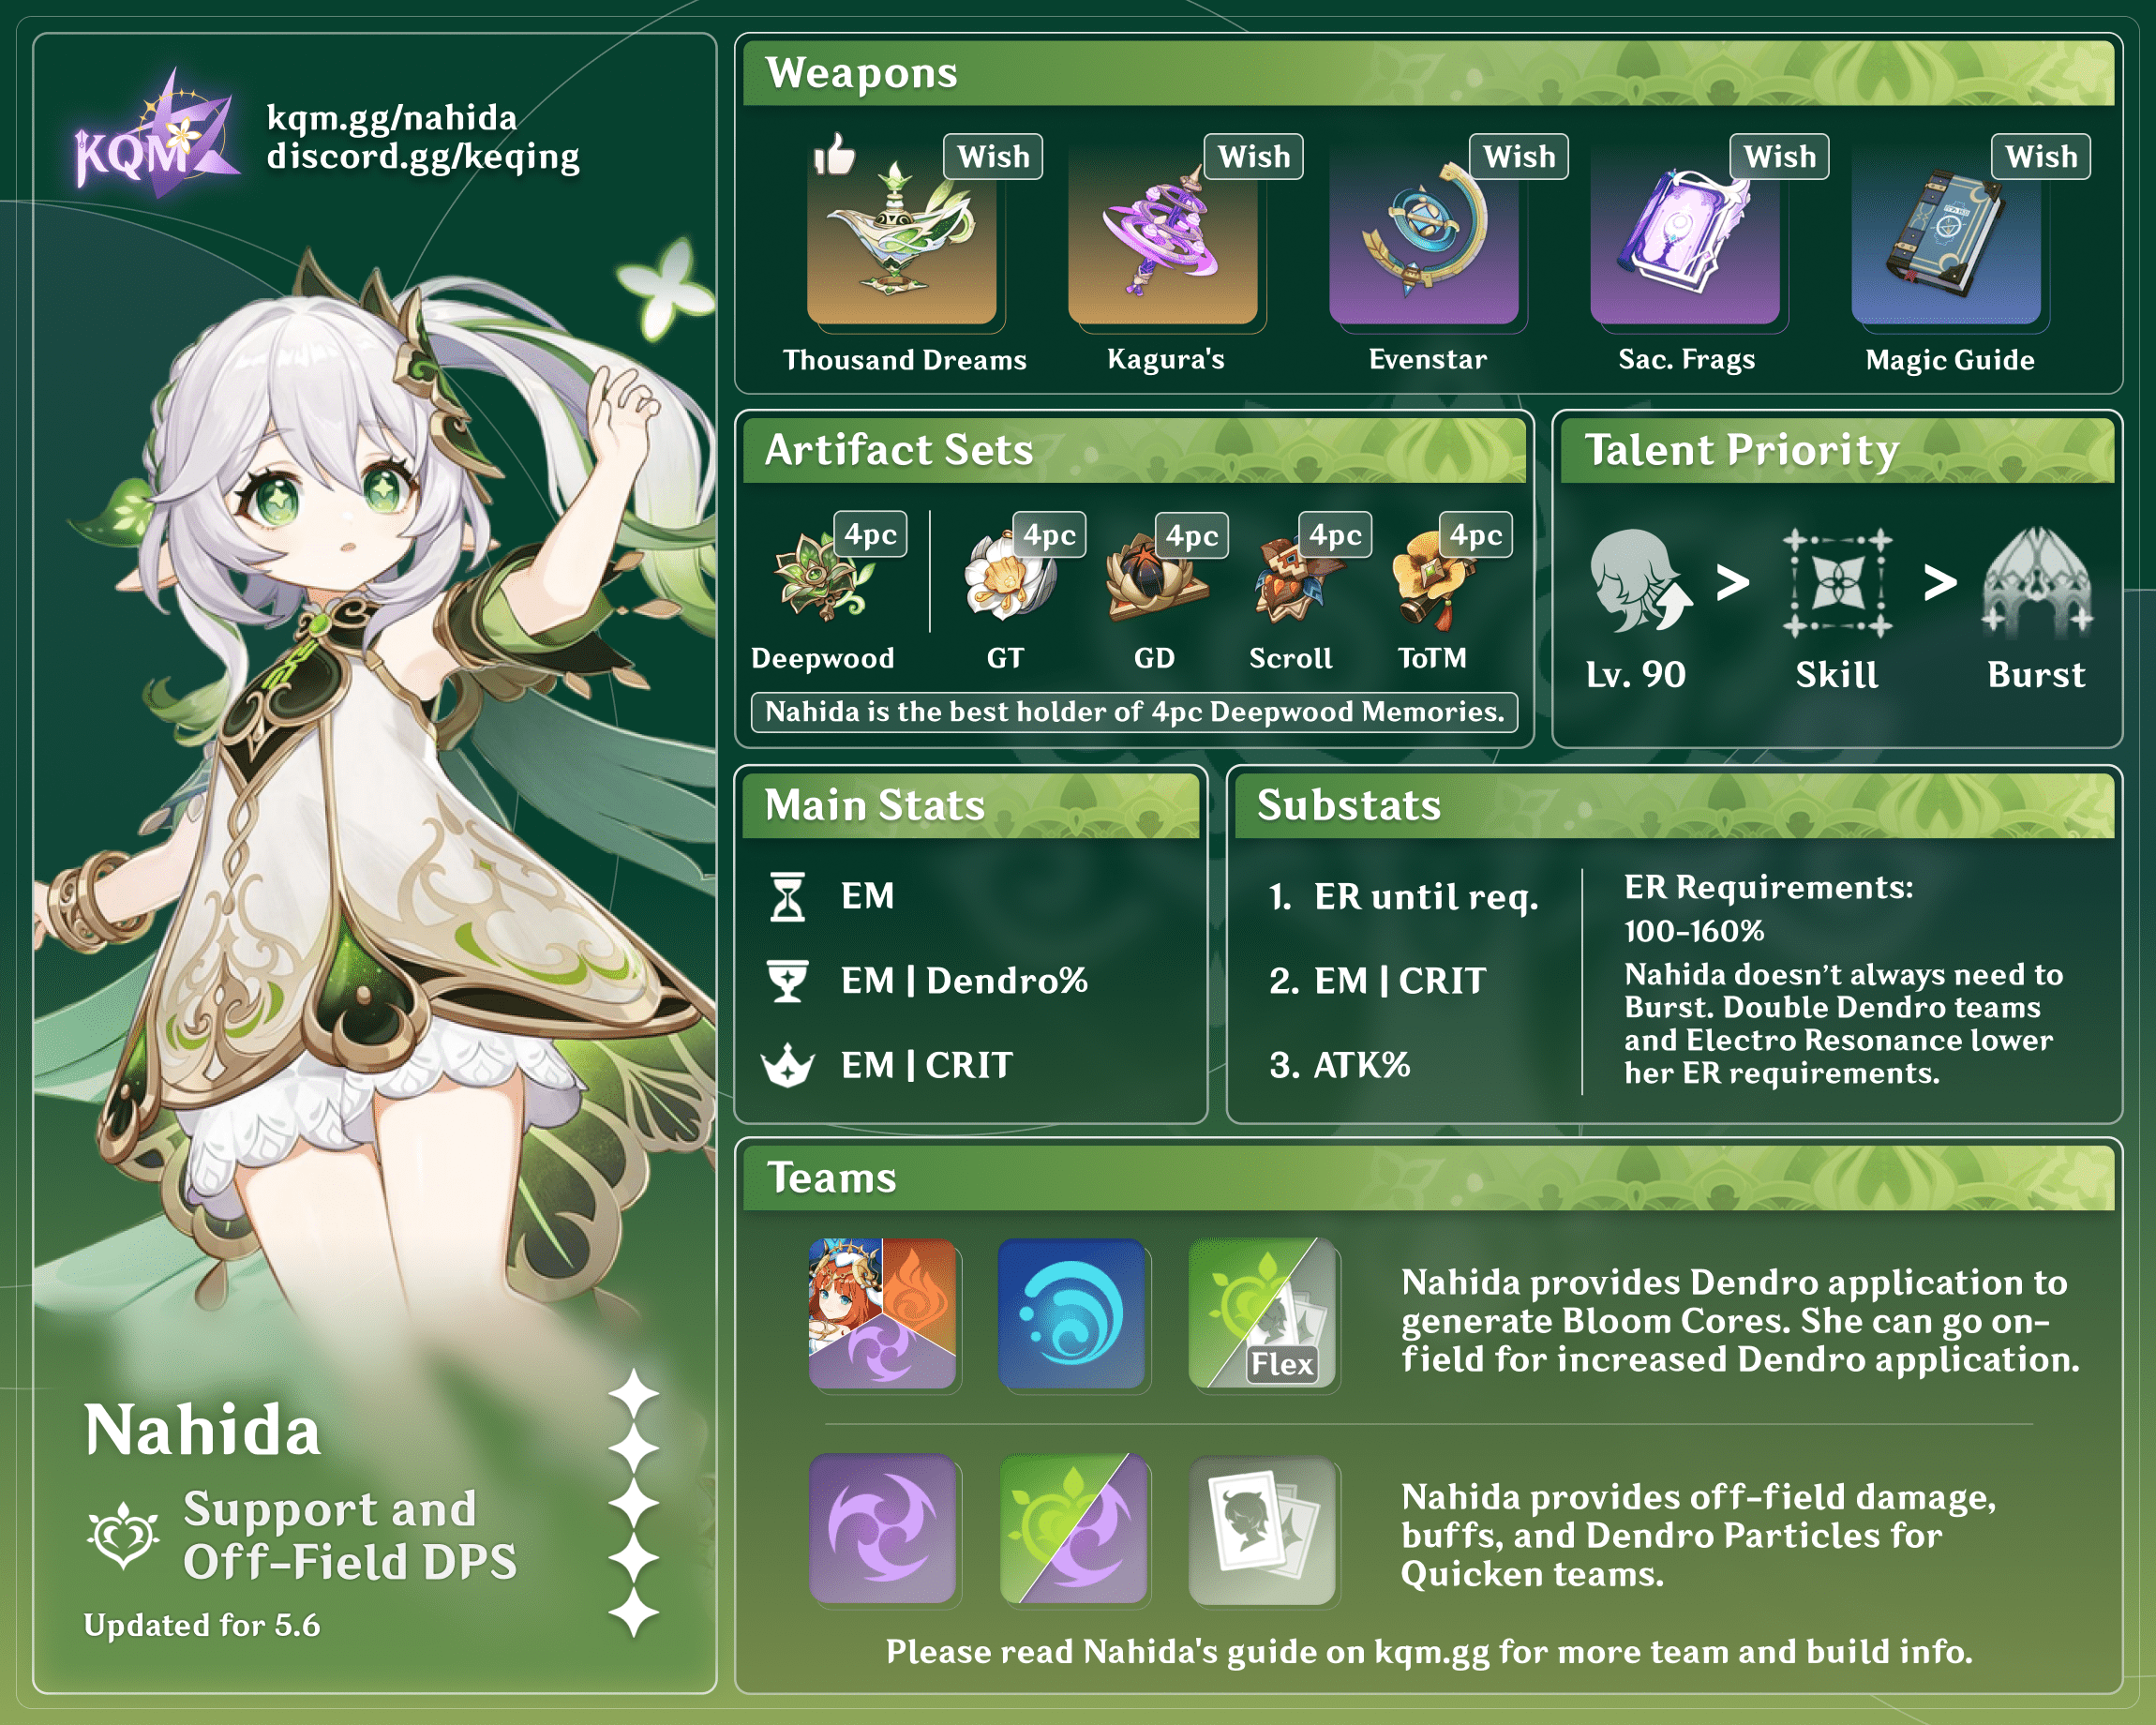 KQM
kqm.gg/nahida
discord.gg/keqing
Nahida
Support and
Off-Field DPS
Updated for 5.6
Weapons
Wish
Wish
Wish
Wish
Wish
Thousand Dreams
Kagura's
Evenstar
Sac. Frags
Magic Guide
Artifact Sets
4pc
4pc
4pc
4pc
4pc
Deepwood
GT
GD
Scroll
ToTM
Nahida is the best holder of 4pc Deepwood Memories.
Talent Priority
> >
Lv. 90
Skill
Burst
Main Stats
EM
EM | Dendro%
EM | CRIT
Substats
1. ER until req.
2. EM | CRIT
3. ATK%
ER Requirements:
100-160%
Nahida doesn't always need to
Burst. Double Dendro teams
and Electro Resonance lower
her ER requirements.
Teams
Flex
Nahida provides Dendro application to
generate Bloom Cores. She can go on-
field for increased Dendro application.
Nahida provides off-field damage,
buffs, and Dendro Particles for
Quicken teams.
Please read Nahida's guide on kqm.gg for more team and build info.